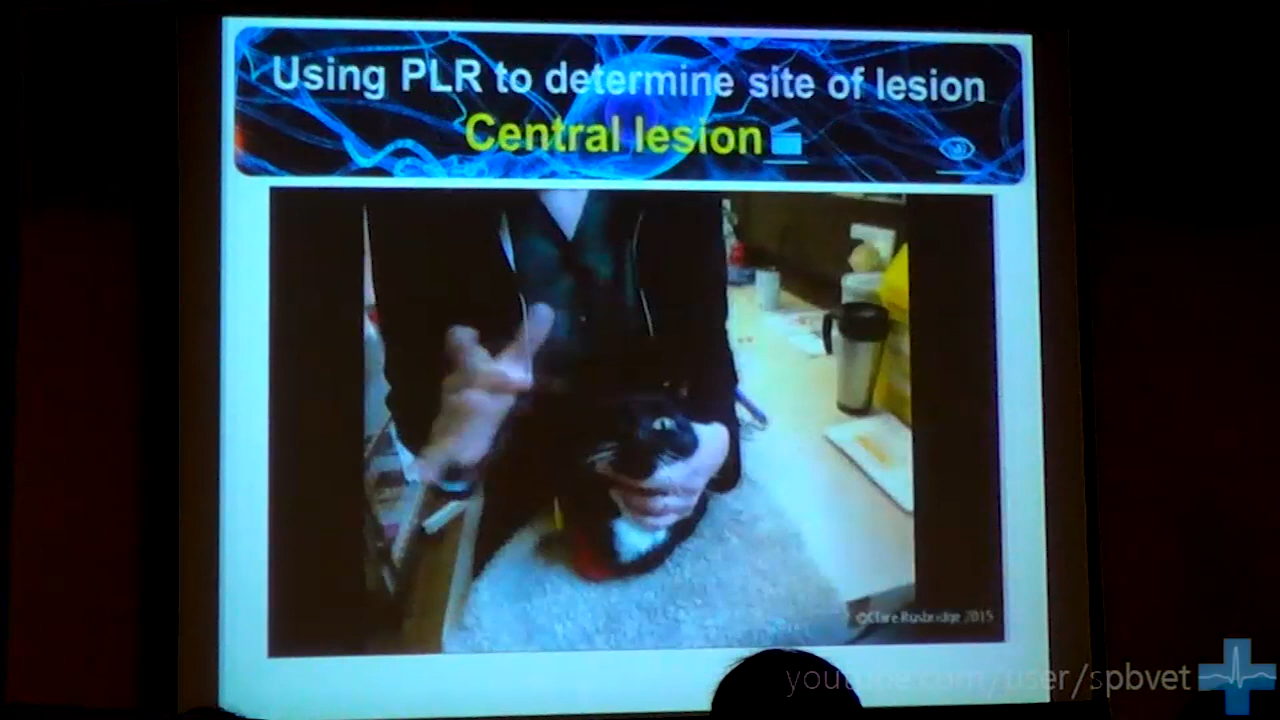 Using PLR to determine site of lesion
Central lesion
©Clare Rusbridge 2015
youtube.com/user/spbvet